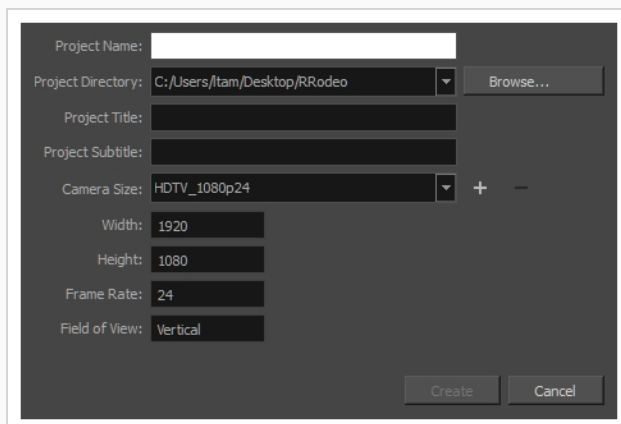 Project Name:
Project Directory: C:/Users/ltam/Desktop/RRodeo Browse...
Project Title:
Project Subtitle:
Camera Size: HDTV_1080p24
Width: 1920
Height: 1080
Frame Rate: 24
Field of View: Vertical
Create Cancel